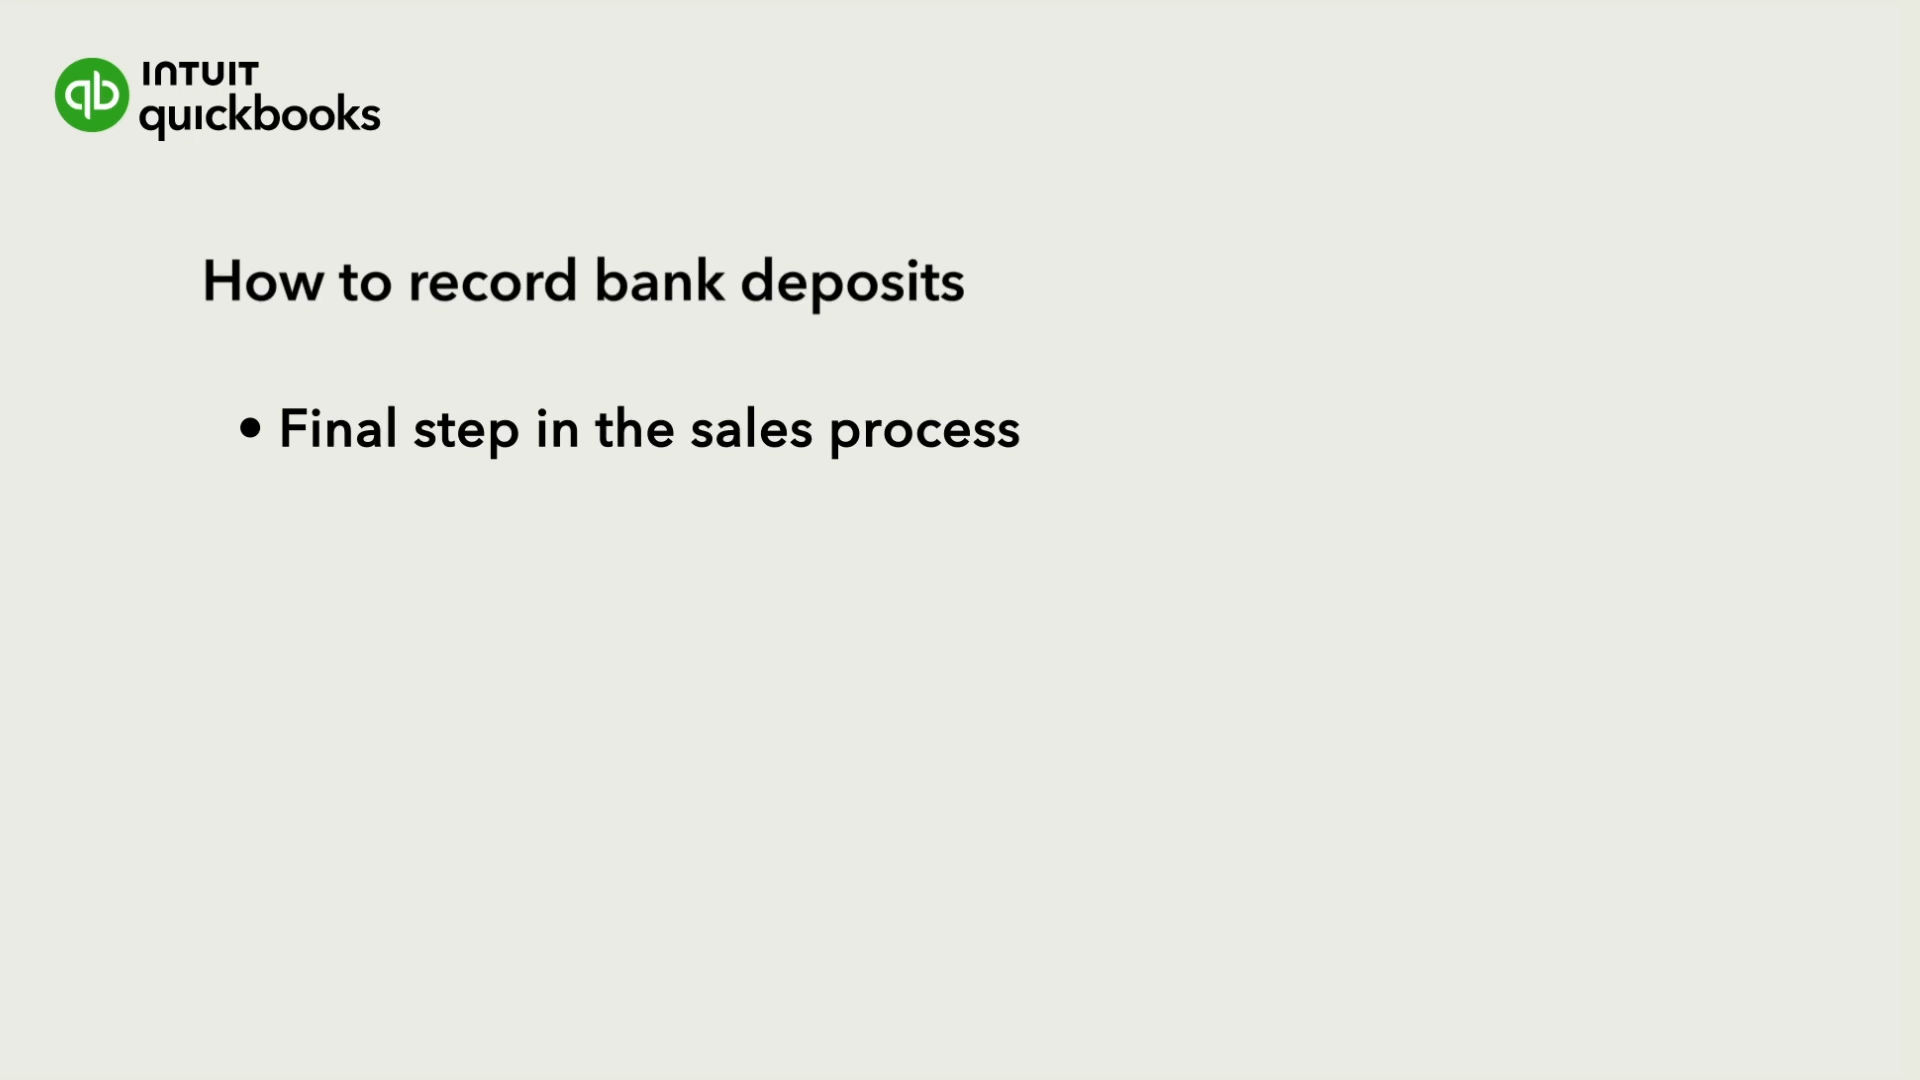 INTUIT
quickbooks
How to record bank deposits
• Final step in the sales process